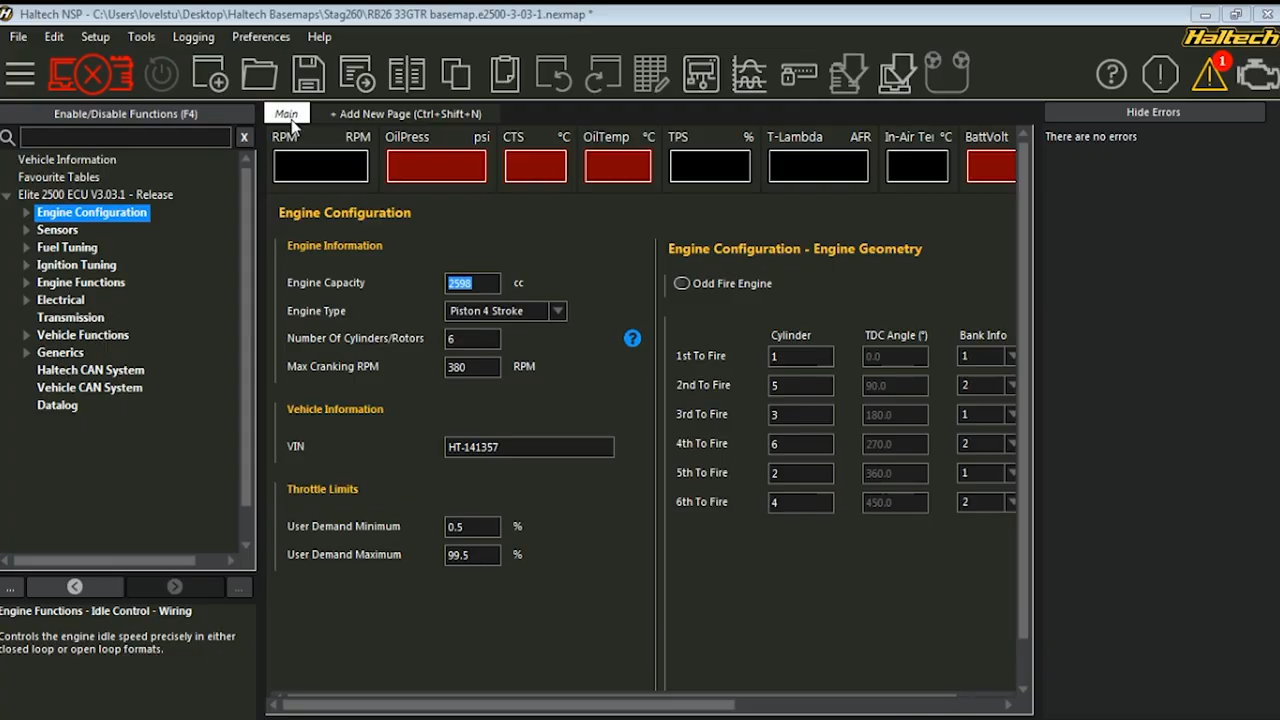 Haltech NSP - C:\Users\lovelstu\Desktop\Haltech Basemaps\Stag260\RB26 33GTR basemap.e2500-3-03-1.nexmap *
File Edit Setup Tools Logging Preferences Help
Haltech
1
Enable/Disable Functions (F4)
Main
+ Add New Page (Ctrl+Shift+N)
Hide Errors
X
Vehicle Information
Favourite Tables
Elite 2500 ECU V3.03.1 - Release
Engine Configuration
Sensors
Fuel Tuning
Ignition Tuning
Engine Functions
Electrical
Transmission
Vehicle Functions
Generics
Haltech CAN System
Vehicle CAN System
Datalog
...
...
Engine Functions - Idle Control - Wiring
Controls the engine idle speed precisely in either
closed loop or open loop formats.
RPM RPM OilPress psi CTS °C OilTemp °C TPS % T-Lambda AFR In-Air Te °C BattVolt
Engine Configuration
Engine Information
Engine Capacity 2598 cc
Engine Type Piston 4 Stroke
Number Of Cylinders/Rotors 6
Max Cranking RPM 380 RPM
Vehicle Information
VIN HT-141357
Throttle Limits
User Demand Minimum 0.5 %
User Demand Maximum 99.5 %
Engine Configuration - Engine Geometry
Odd Fire Engine
Cylinder TDC Angle (°) Bank Info
1st To Fire 1 0.0 1
2nd To Fire 5 90.0 2
3rd To Fire 3 180.0 1
4th To Fire 6 270.0 2
5th To Fire 2 360.0 1
6th To Fire 4 450.0 2
There are no errors